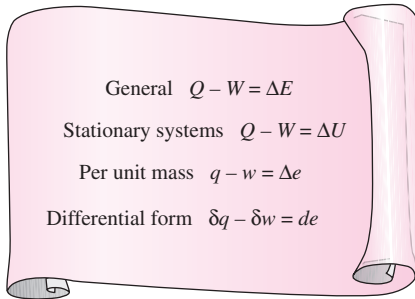 General Q – W = ΔE
Stationary systems Q – W = ΔU
Per unit mass q – w = Δe
Differential form δq – δw = de